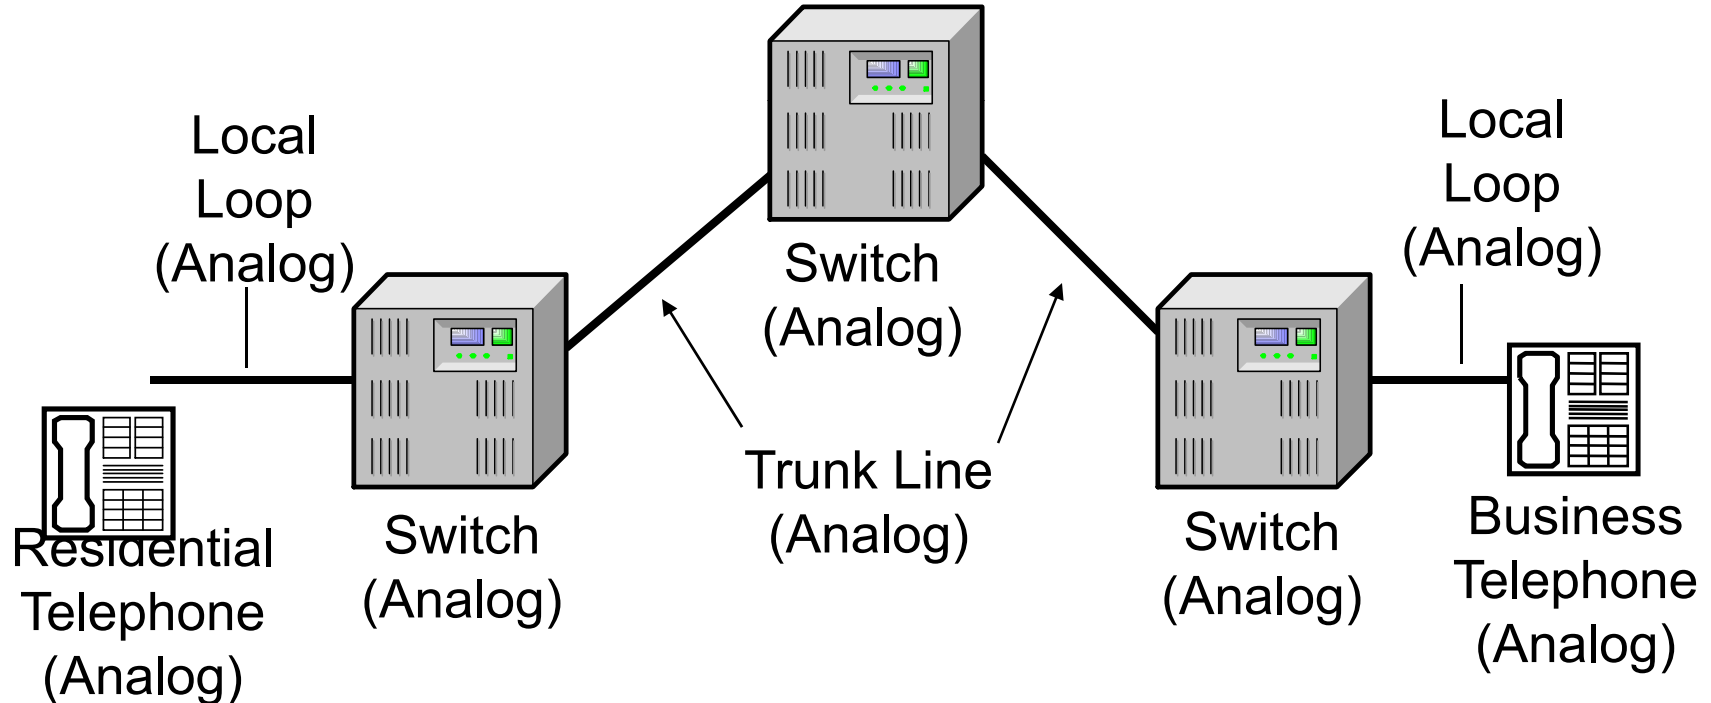 Local
Loop
(Analog)
Switch
(Analog)
Local
Loop
(Analog)
Trunk Line
(Analog)
Residential
Telephone
(Analog)
Switch
(Analog)
Switch
(Analog)
Business
Telephone
(Analog)